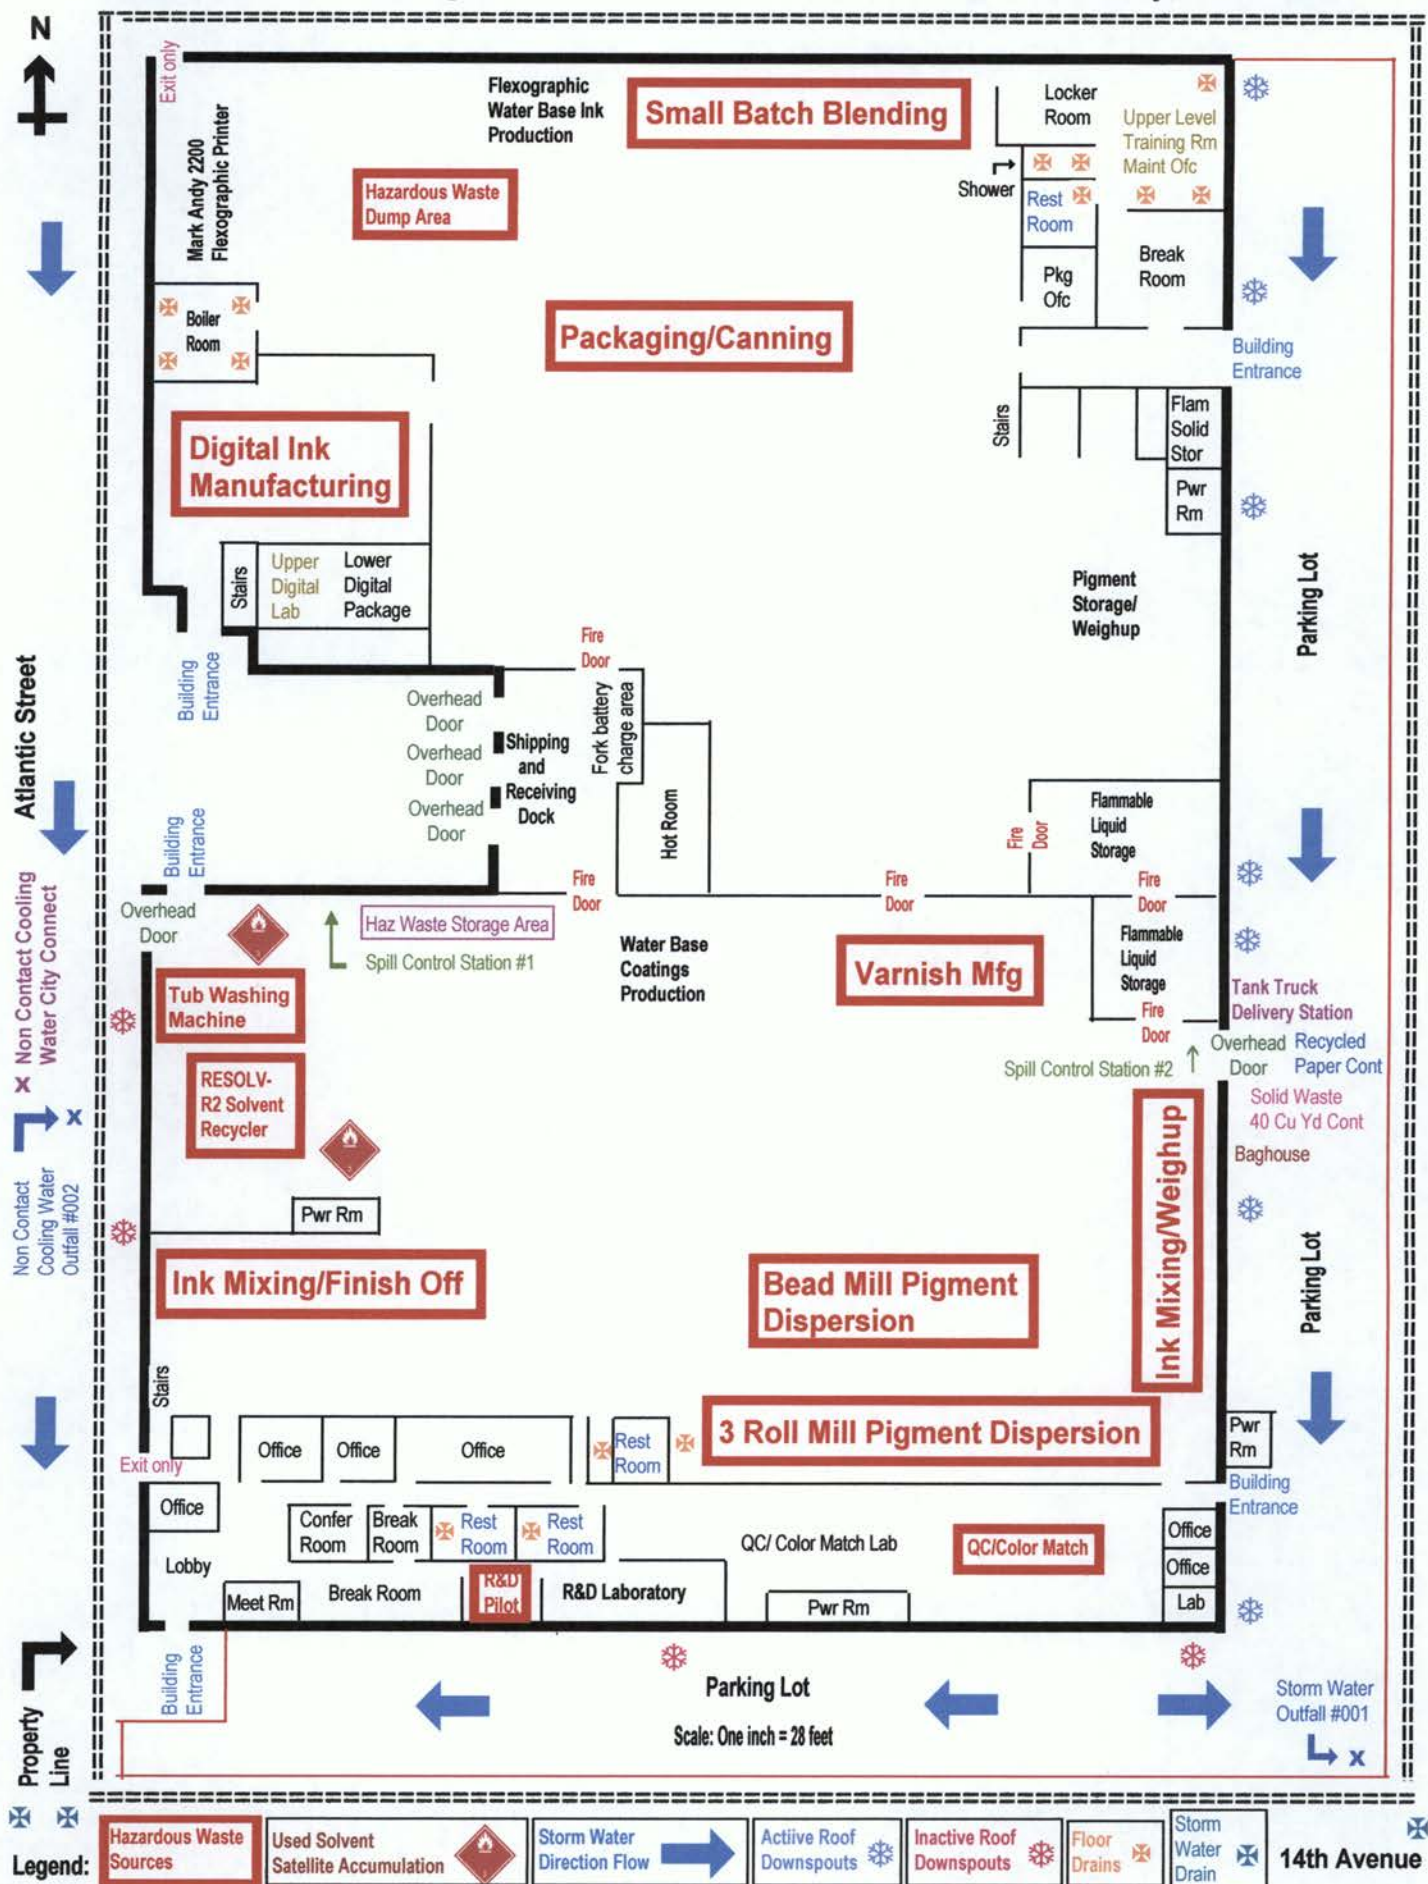 N
Exit only
Mark Andy 2200
Flexographic Printer
Flexographic
Water Base Ink
Production
Small Batch Blending
Hazardous Waste
Dump Area
Locker
Room
Upper Level
Training Rm
Maint Ofc
Shower
Rest
Room
Pkg
Ofc
Break
Room
Boiler
Room
Packaging/Canning
Building
Entrance
Digital Ink
Manufacturing
Stairs
Flam
Solid
Stor
Pwr
Rm
Stairs
Upper
Digital
Lab
Lower
Digital
Package
Pigment
Storage/
Weighup
Parking Lot
Atlantic Street
Building
Entrance
Fire
Door
Overhead
Door
Overhead
Door
Overhead
Door
Shipping
and
Receiving
Dock
Fork battery
charge area
Hot Room
Flammable
Liquid
Storage
Fire
Door
Building
Entrance
Fire
Door
Fire
Door
Fire
Door
Overhead
Door
Haz Waste Storage Area
Spill Control Station #1
Water Base
Coatings
Production
Varnish Mfg
Flammable
Liquid
Storage
Fire
Door
Tank Truck
Delivery Station
Overhead
Door
Recycled
Paper Cont
Spill Control Station #2
Solid Waste
40 Cu Yd Cont
Baghouse
x Non Contact Cooling
Water City Connect
x
Non Contact
Cooling Water
Outfall #002
Tub Washing
Machine
RESOLV-
R2 Solvent
Recycler
Pwr Rm
Ink Mixing/Finish Off
Bead Mill Pigment
Dispersion
Ink Mixing/Weighup
Parking Lot
Stairs
3 Roll Mill Pigment Dispersion
Office
Office
Office
Rest
Room
Pwr
Rm
Exit only
Building
Entrance
Office
Lobby
Confer
Room
Break
Room
Rest
Room
Rest
Room
QC/ Color Match Lab
QC/Color Match
Office
Office
Lab
Meet Rm
Break Room
R&D
Pilot
R&D Laboratory
Pwr Rm
Building
Entrance
Property
Line
Parking Lot
Scale: One inch = 28 feet
Storm Water
Outfall #001
x
Legend:
Hazardous Waste
Sources
Used Solvent
Satellite Accumulation
Storm Water
Direction Flow
Actiive Roof
Downspouts
Inactive Roof
Downspouts
Floor
Drains
Storm
Water
Drain
14th Avenue